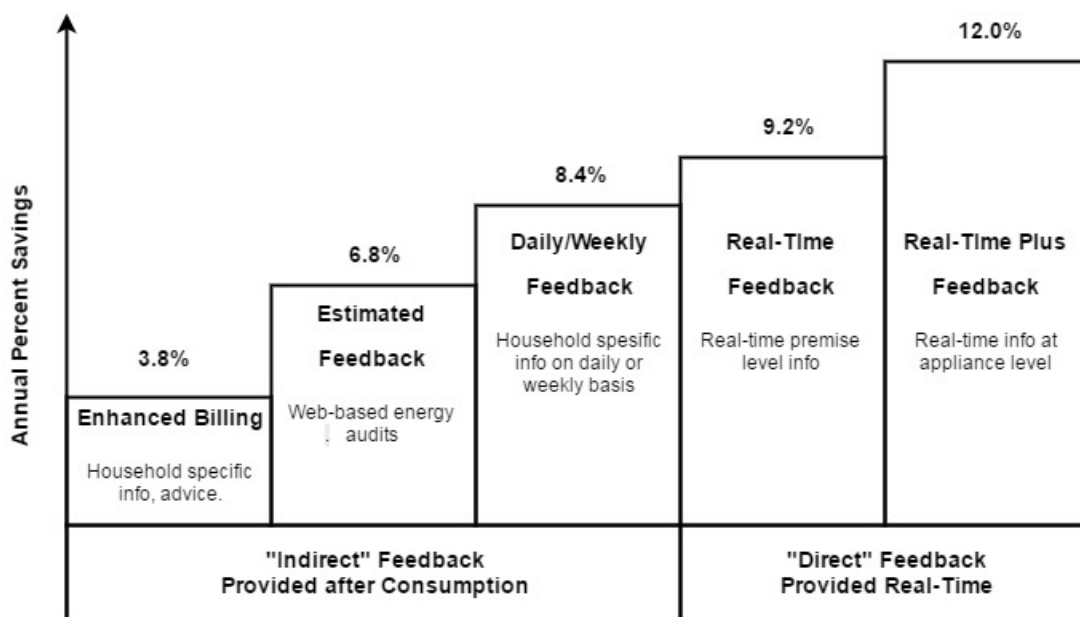 Annual Percent Savings
3.8%
Enhanced Billing
Household specific
info, advice.
6.8%
Estimated
Feedback
Web-based energy
. audits
8.4%
Daily/Weekly
Feedback
Household spesific
info on daily or
weekly basis
9.2%
Real-Time
Feedback
Real-time premise
level info
12.0%
Real-Time Plus
Feedback
Real-time info at
appliance level
"Indirect" Feedback
Provided after Consumption
"Direct" Feedback
Provided Real-Time